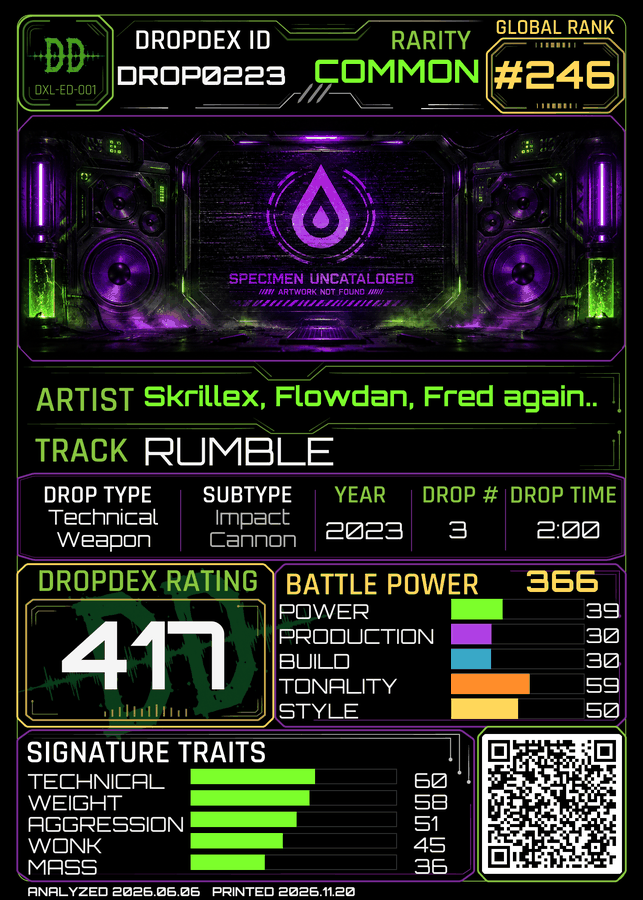 DD
DXL-ED-001
DROPDEX ID
DROP0223
RARITY
COMMON
GLOBAL RANK
#246
SPECIMEN UNCATALOGED
ARTWORK NOT FOUND
ARTIST Skrillex, Flowdan, Fred again..
TRACK RUMBLE
DROP TYPE
Technical
Weapon
SUBTYPE
Impact
Cannon
YEAR
2023
DROP #
3
DROP TIME
2:00
DROPDEX RATING
417
BATTLE POWER 366
POWER 39
PRODUCTION 30
BUILD 30
TONALITY 59
STYLE 50
SIGNATURE TRAITS
TECHNICAL 60
WEIGHT 58
AGGRESSION 51
WONK 45
MASS 36
ANALYZED 2026.06.06 PRINTED 2026.11.20